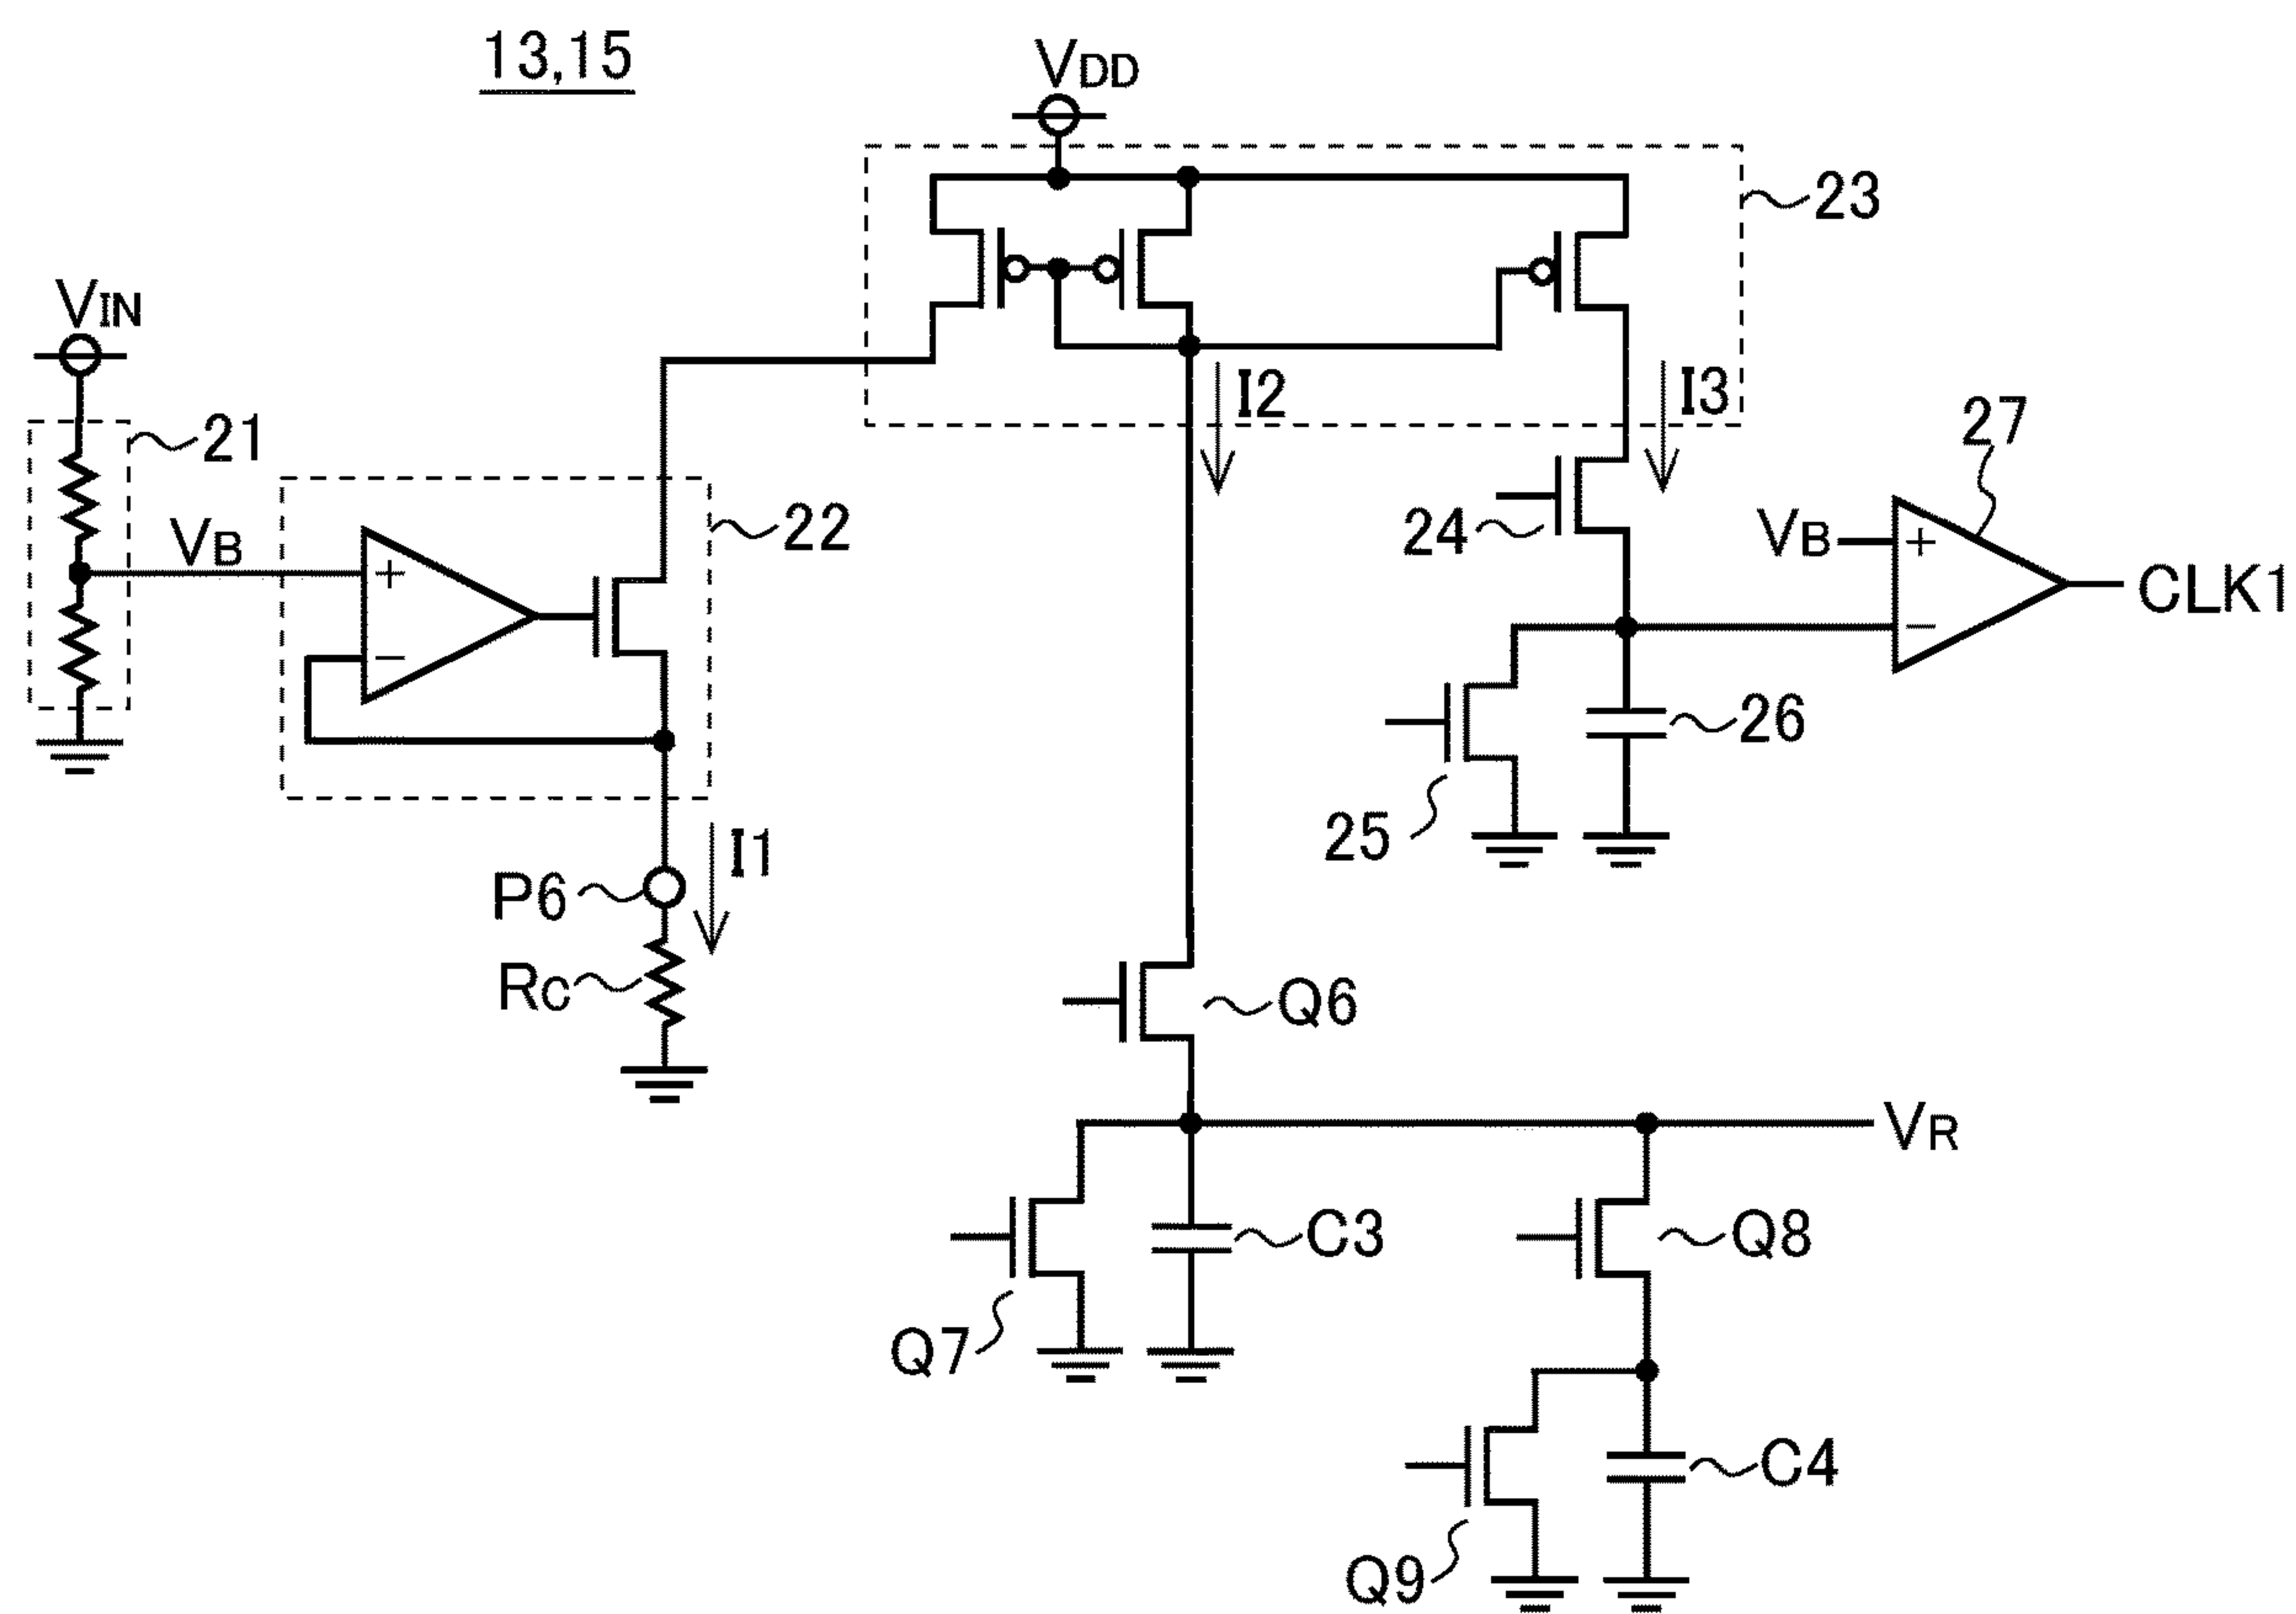 13,15
VDD
23
VIN
I2
I3
27
21
VB
22
24
VB
+
CLK1
+
−
−
26
25
I1
P6
RC
Q6
VR
C3
Q8
Q7
C4
Q9